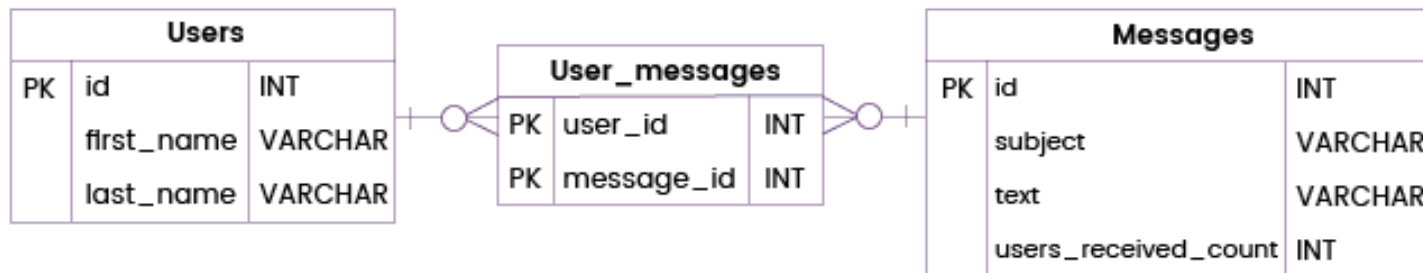 Users
PK id INT
first_name VARCHAR
last_name VARCHAR
User_messages
PK user_id INT
PK message_id INT
Messages
PK id INT
subject VARCHAR
text VARCHAR
users_received_count INT